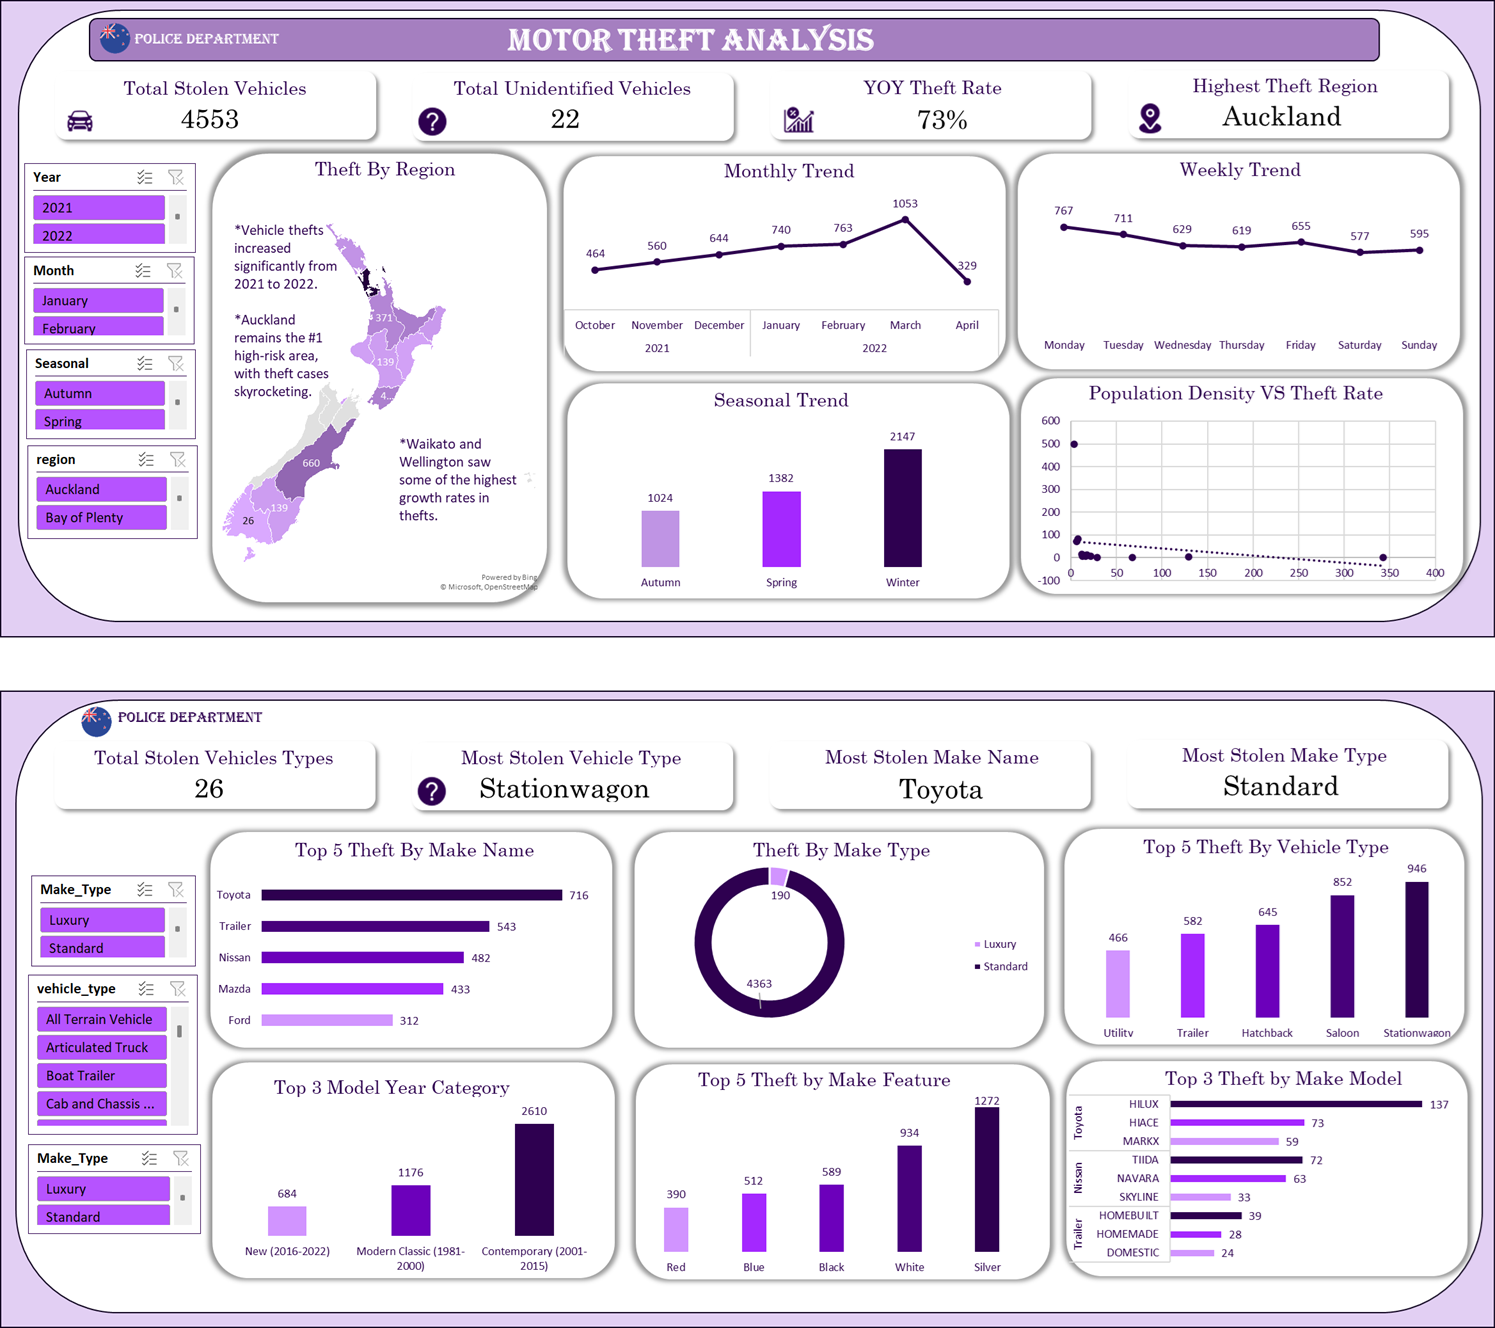 POLICE DEPARTMENT
MOTOR THEFT ANALYSIS
Total Stolen Vehicles
4553
Total Unidentified Vehicles
22
YOY Theft Rate
73%
Highest Theft Region
Auckland
Year
2021
2022
Month
January
February
Seasonal
Autumn
Spring
region
Auckland
Bay of Plenty
Theft By Region
*Vehicle thefts
increased
significantly from
2021 to 2022.
*Auckland
remains the #1
high-risk area,
with theft cases
skyrocketing.
*Waikato and
Wellington saw
some of the highest
growth rates in
thefts.
371
139
4...
660
139
26
Powered by Bing
© Microsoft, OpenStreetMap
Monthly Trend
464
560
644
740
763
1053
329
October
November
December
January
February
March
April
2021
2022
Weekly Trend
767
711
629
619
655
577
595
Monday
Tuesday
Wednesday
Thursday
Friday
Saturday
Sunday
Seasonal Trend
1024
1382
2147
Autumn
Spring
Winter
Population Density VS Theft Rate
600
500
400
300
200
100
0
-100
0
50
100
150
200
250
300
350
400
POLICE DEPARTMENT
Total Stolen Vehicles Types
26
Most Stolen Vehicle Type
Stationwagon
Most Stolen Make Name
Toyota
Most Stolen Make Type
Standard
Make_Type
Luxury
Standard
vehicle_type
All Terrain Vehicle
Articulated Truck
Boat Trailer
Cab and Chassis ...
Make_Type
Luxury
Standard
Top 5 Theft By Make Name
Toyota 716
Trailer 543
Nissan 482
Mazda 433
Ford 312
Theft By Make Type
190
4363
Luxury
Standard
Top 5 Theft By Vehicle Type
466
582
645
852
946
Utility
Trailer
Hatchback
Saloon
Stationwagon
Top 3 Model Year Category
684
1176
2610
New (2016-2022)
Modern Classic (1981-
2000)
Contemporary (2001-
2015)
Top 5 Theft by Make Feature
390
512
589
934
1272
Red
Blue
Black
White
Silver
Top 3 Theft by Make Model
Toyota
HILUX 137
HIACE 73
MARKX 59
Nissan
TIIDA 72
NAVARA 63
SKYLINE 33
Trailer
HOMEBUILT 39
HOMEMADE 28
DOMESTIC 24